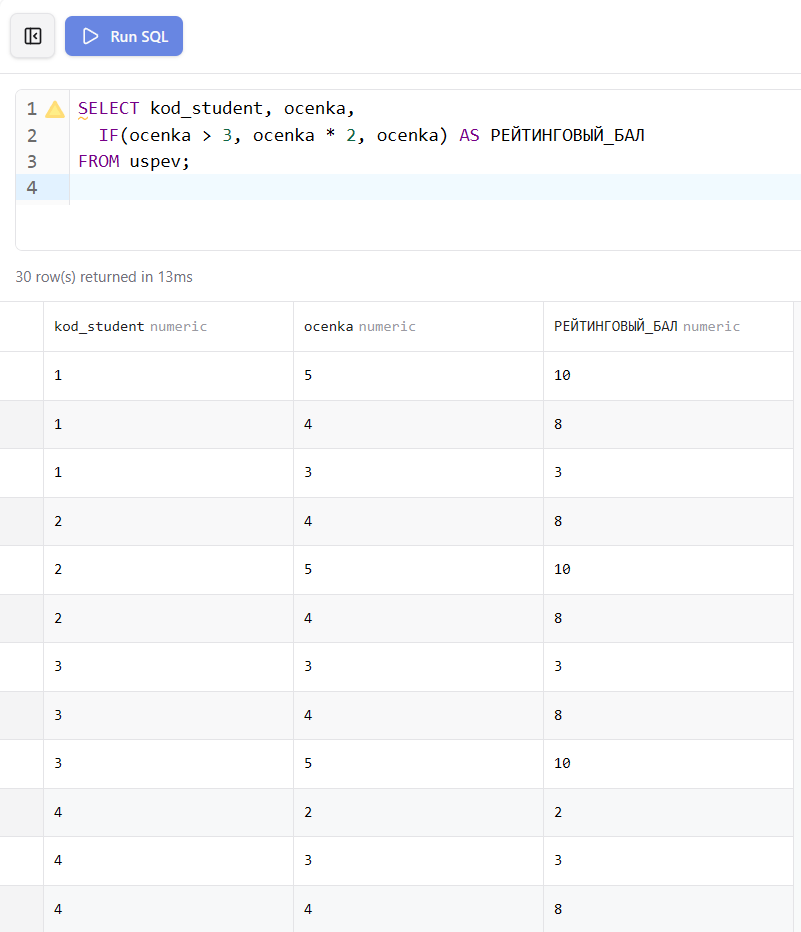 Run SQL
1 SELECT kod_student, ocenka,
2 IF(ocenka > 3, ocenka * 2, ocenka) AS РЕЙТИНГОВЫЙ_БАЛ
3 FROM uspev;
4
30 row(s) returned in 13ms
kod_student numeric ocenka numeric РЕЙТИНГОВЫЙ_БАЛ numeric
1 5 10
1 4 8
1 3 3
2 4 8
2 5 10
2 4 8
3 3 3
3 4 8
3 5 10
4 2 2
4 3 3
4 4 8